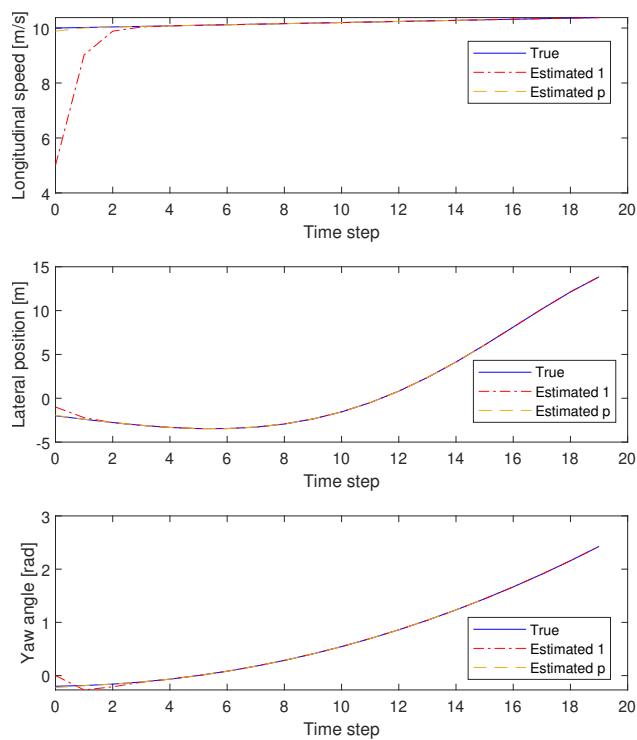 Longitudinal speed [m/s]
10
8
6
4
True
Estimated 1
Estimated p
0 2 4 6 8 10 12 14 16 18 20
Time step
Lateral position [m]
15
10
5
0
-5
True
Estimated 1
Estimated p
0 2 4 6 8 10 12 14 16 18 20
Time step
Yaw angle [rad]
3
2
1
0
True
Estimated 1
Estimated p
0 2 4 6 8 10 12 14 16 18 20
Time step